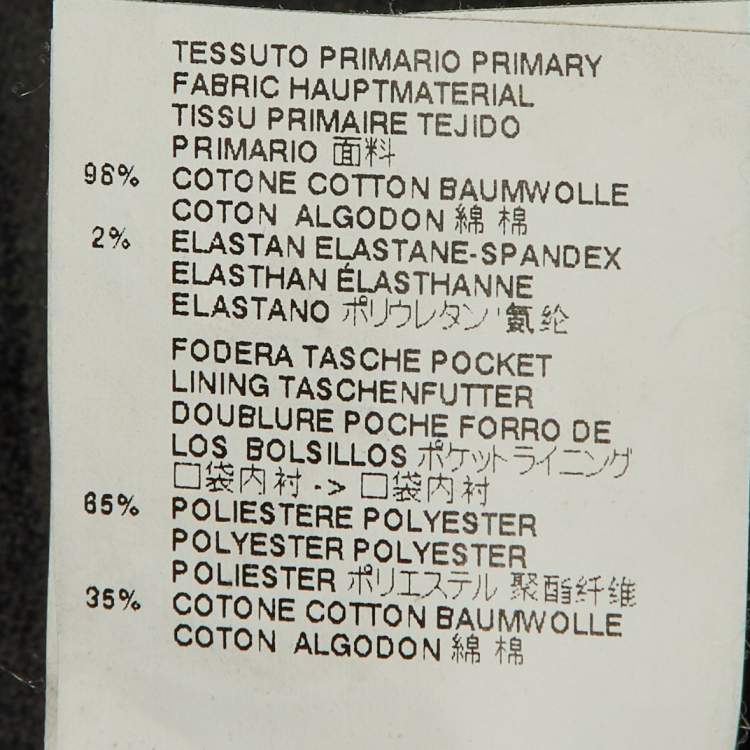 TESSUTO PRIMARIO PRIMARY
FABRIC HAUPTMATERIAL
TISSU PRIMAIRE TEJIDO
PRIMARIO 面料
98% COTONE COTTON BAUMWOLLE
COTON ALGODON 綿 棉
2% ELASTAN ELASTANE-SPANDEX
ELASTHAN ÉLASTHANNE
ELASTANO ポリウレタン 氨纶
FODERA TASCHE POCKET
LINING TASCHENFUTTER
DOUBLURE POCHE FORRO DE
LOS BOLSILLOS ポケットライニング
口袋内衬 -> 口袋内衬
65% POLIESTERE POLYESTER
POLYESTER POLYESTER
POLIESTER ポリエステル 聚酯纤维
35% COTONE COTTON BAUMWOLLE
COTON ALGODON 綿 棉